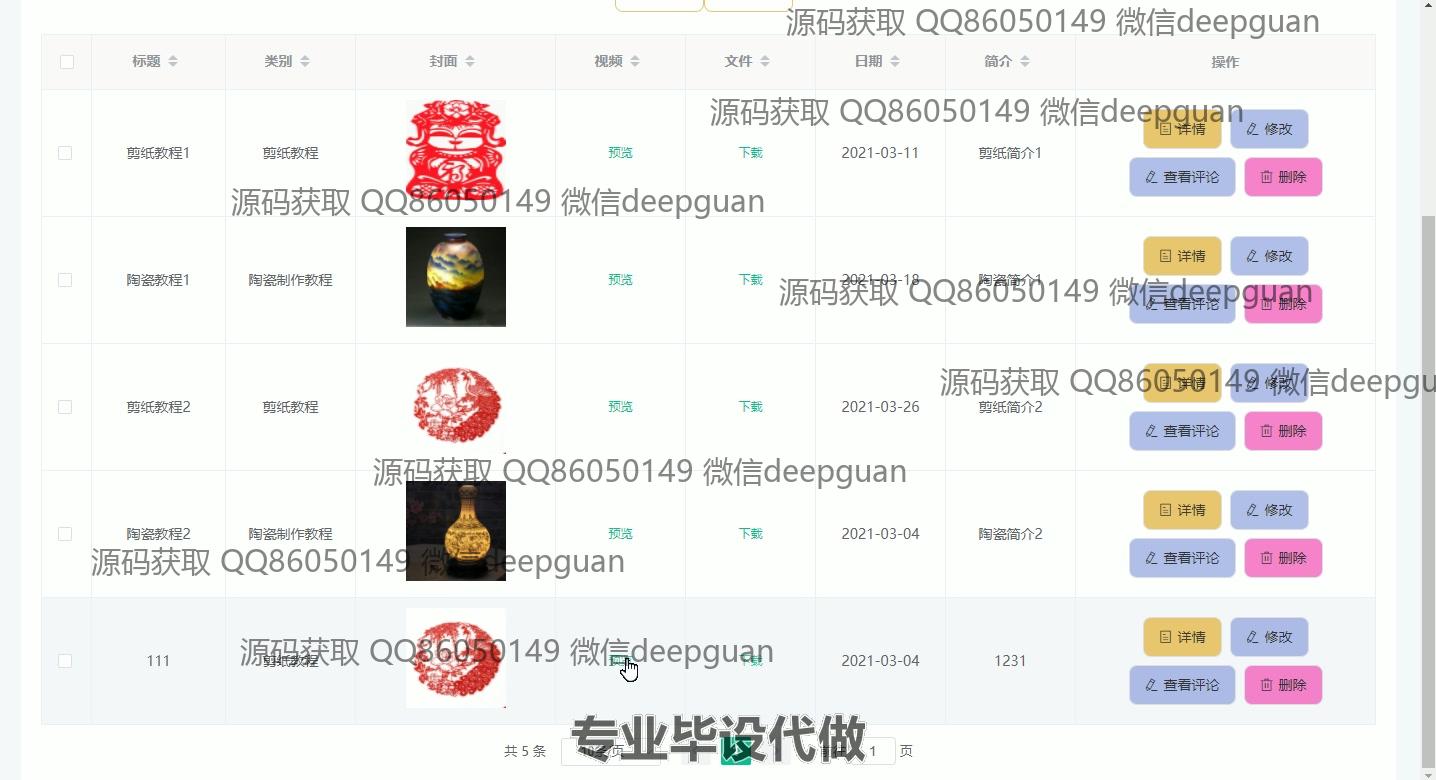 源码获取 QQ86050149 微信deepguan
标题 类别 封面 视频 文件 日期 简介 操作
源码获取 QQ86050149 微信deepguan
详情 修改
剪纸教程1 剪纸教程 预览 下载 2021-03-11 剪纸简介1
查看评论 删除
源码获取 QQ86050149 微信deepguan
详情 修改
陶瓷教程1 陶瓷制作教程 预览 下载 2021-03-18 陶瓷简介1
源码获取 QQ86050149 微信deepguan
查看评论 删除
详情 修改
源码获取 QQ86050149 微信deepgu
剪纸教程2 剪纸教程 预览 下载 2021-03-26 剪纸简介2
查看评论 删除
源码获取 QQ86050149 微信deepguan
详情 修改
陶瓷教程2 陶瓷制作教程 预览 下载 2021-03-04 陶瓷简介2
查看评论 删除
源码获取 QQ86050149 微信deepguan
详情 修改
源码获取 QQ86050149 微信deepguan
111 剪纸教程 预览 下载 2021-03-04 1231
查看评论 删除
专业毕设代做
共 5 条 10条/页 前往 1 页